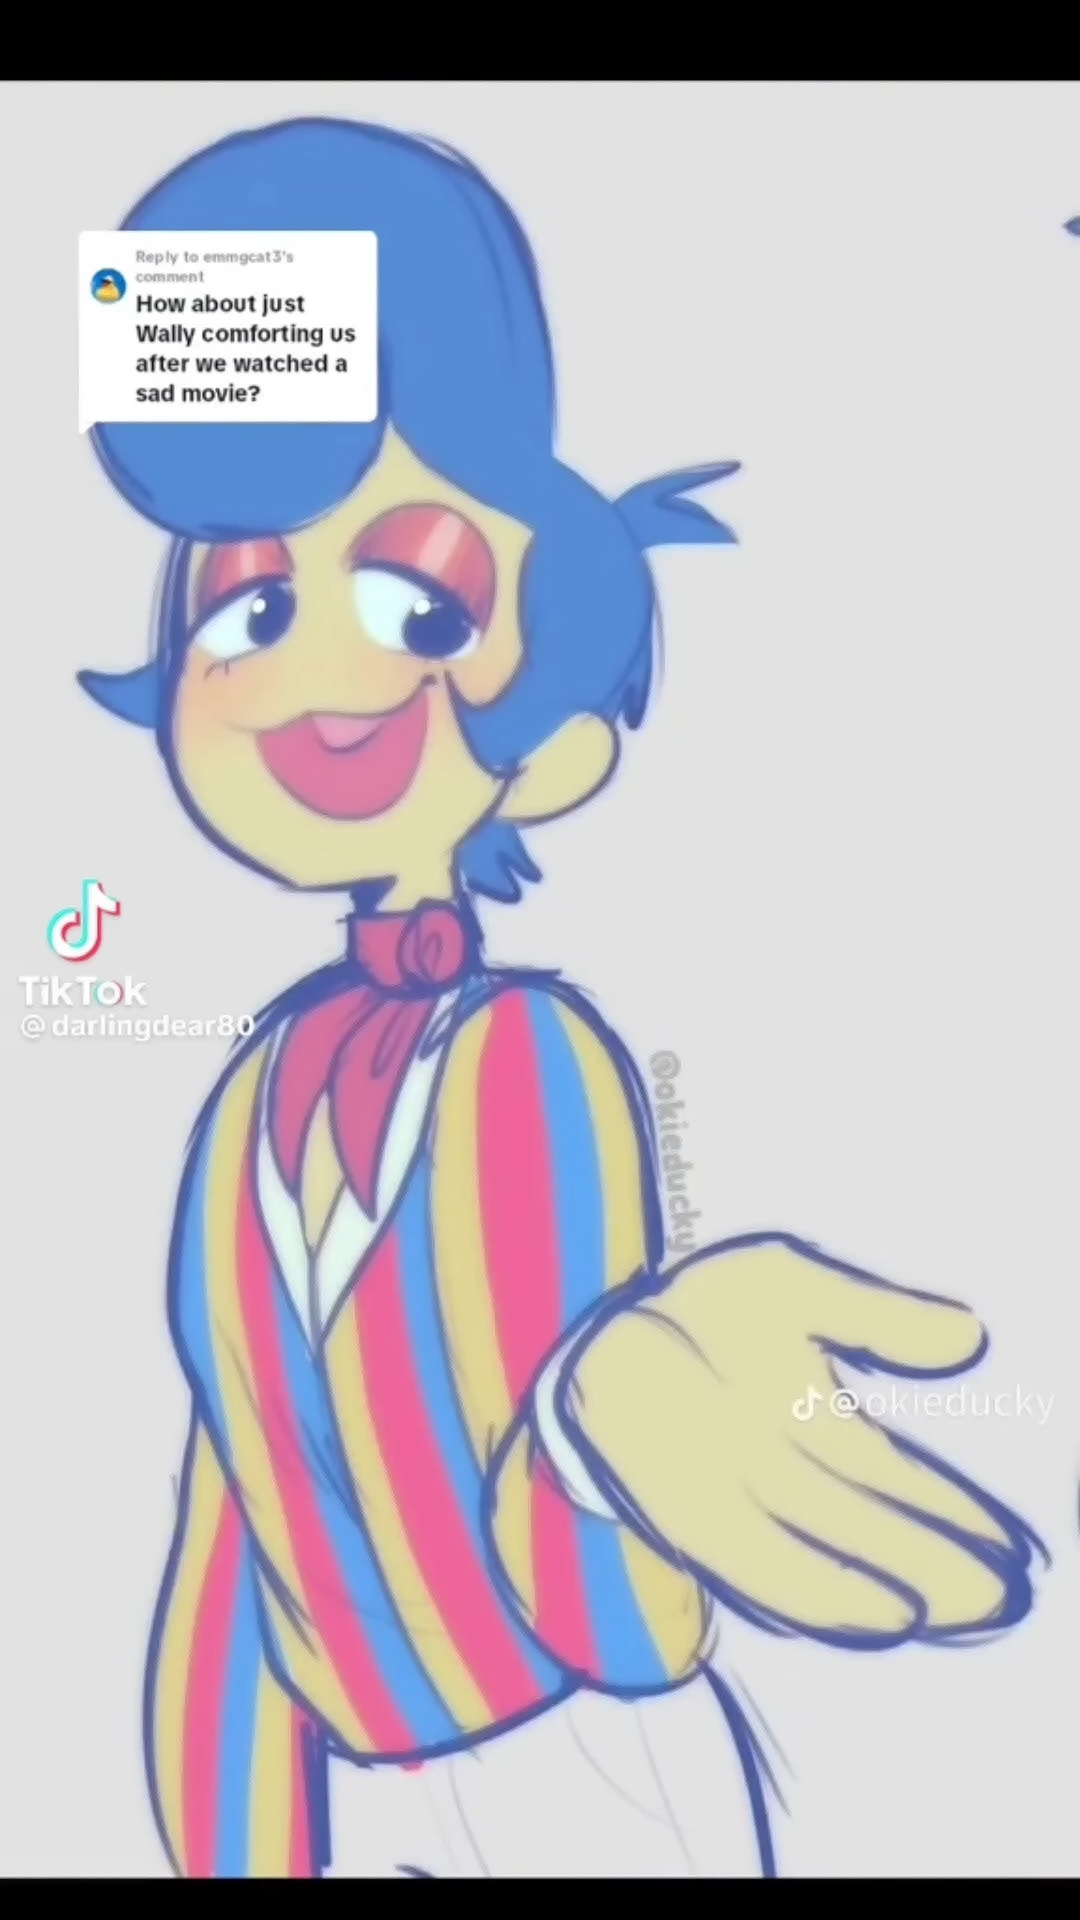 Reply to emmgcat3's
comment
How about just
Wally comforting us
after we watched a
sad movie?
TikTok
@darlingdear80
@okieducky
@okieducky